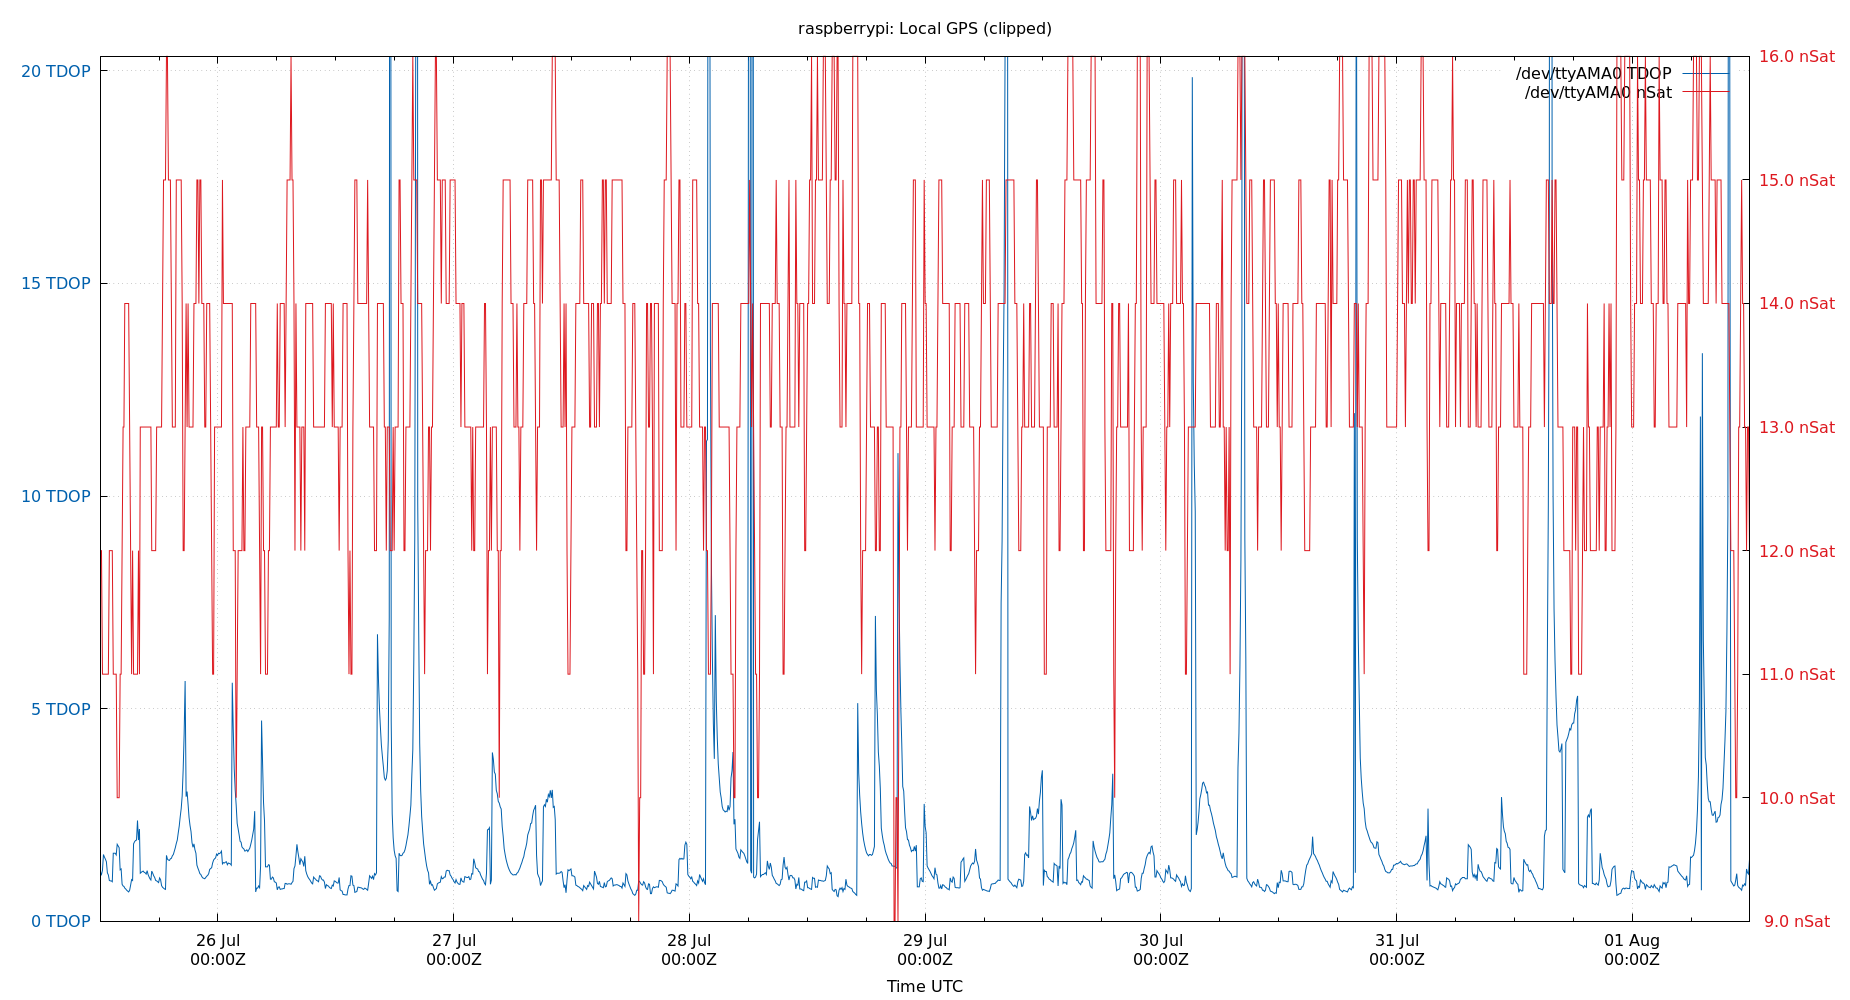 raspberrypi: Local GPS (clipped)
20 TDOP
15 TDOP
10 TDOP
5 TDOP
0 TDOP
16.0 nSat
15.0 nSat
14.0 nSat
13.0 nSat
12.0 nSat
11.0 nSat
10.0 nSat
9.0 nSat
/dev/ttyAMA0 TDOP
/dev/ttyAMA0 nSat
26 Jul
00:00Z
27 Jul
00:00Z
28 Jul
00:00Z
29 Jul
00:00Z
30 Jul
00:00Z
31 Jul
00:00Z
01 Aug
00:00Z
Time UTC